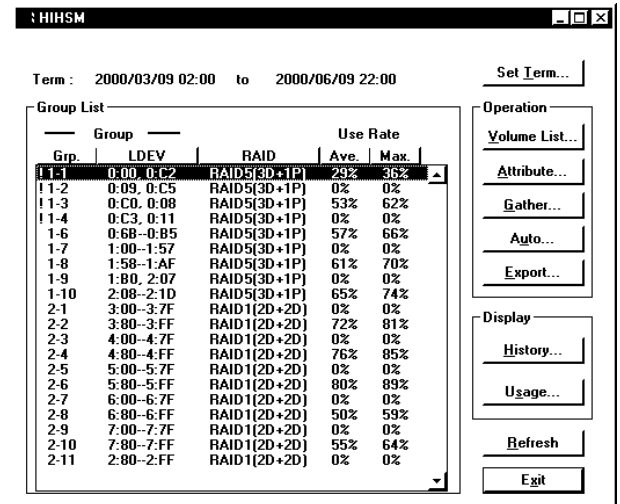 HIHSM
Term : 2000/03/09 02:00 to 2000/06/09 22:00
Set Term...
Group List
Group Use Rate
Grp. LDEV RAID Ave. Max.
! 1-1 0:00, 0:C2 RAID5(3D+1P) 29% 36%
! 1-2 0:09, 0:C5 RAID5(3D+1P) 0% 0%
! 1-3 0:C0, 0:08 RAID5(3D+1P) 53% 62%
! 1-4 0:C3, 0:11 RAID5(3D+1P) 0% 0%
1-6 0:6B--0:B5 RAID5(3D+1P) 57% 66%
1-7 1:00--1:57 RAID5(3D+1P) 0% 0%
1-8 1:58--1:AF RAID5(3D+1P) 61% 70%
1-9 1:B0, 2:07 RAID5(3D+1P) 0% 0%
1-10 2:08--2:1D RAID5(3D+1P) 65% 74%
2-1 3:00--3:7F RAID1(2D+2D) 0% 0%
2-2 3:80--3:FF RAID1(2D+2D) 72% 81%
2-3 4:00--4:7F RAID1(2D+2D) 0% 0%
2-4 4:80--4:FF RAID1(2D+2D) 76% 85%
2-5 5:00--5:7F RAID1(2D+2D) 0% 0%
2-6 5:80--5:FF RAID1(2D+2D) 80% 89%
2-7 6:00--6:7F RAID1(2D+2D) 0% 0%
2-8 6:80--6:FF RAID1(2D+2D) 50% 59%
2-9 7:00--7:7F RAID1(2D+2D) 0% 0%
2-10 7:80--7:FF RAID1(2D+2D) 55% 64%
2-11 2:80--2:FF RAID1(2D+2D) 0% 0%
Operation
Volume List...
Attribute...
Gather...
Auto...
Export...
Display
History...
Usage...
Refresh
Exit